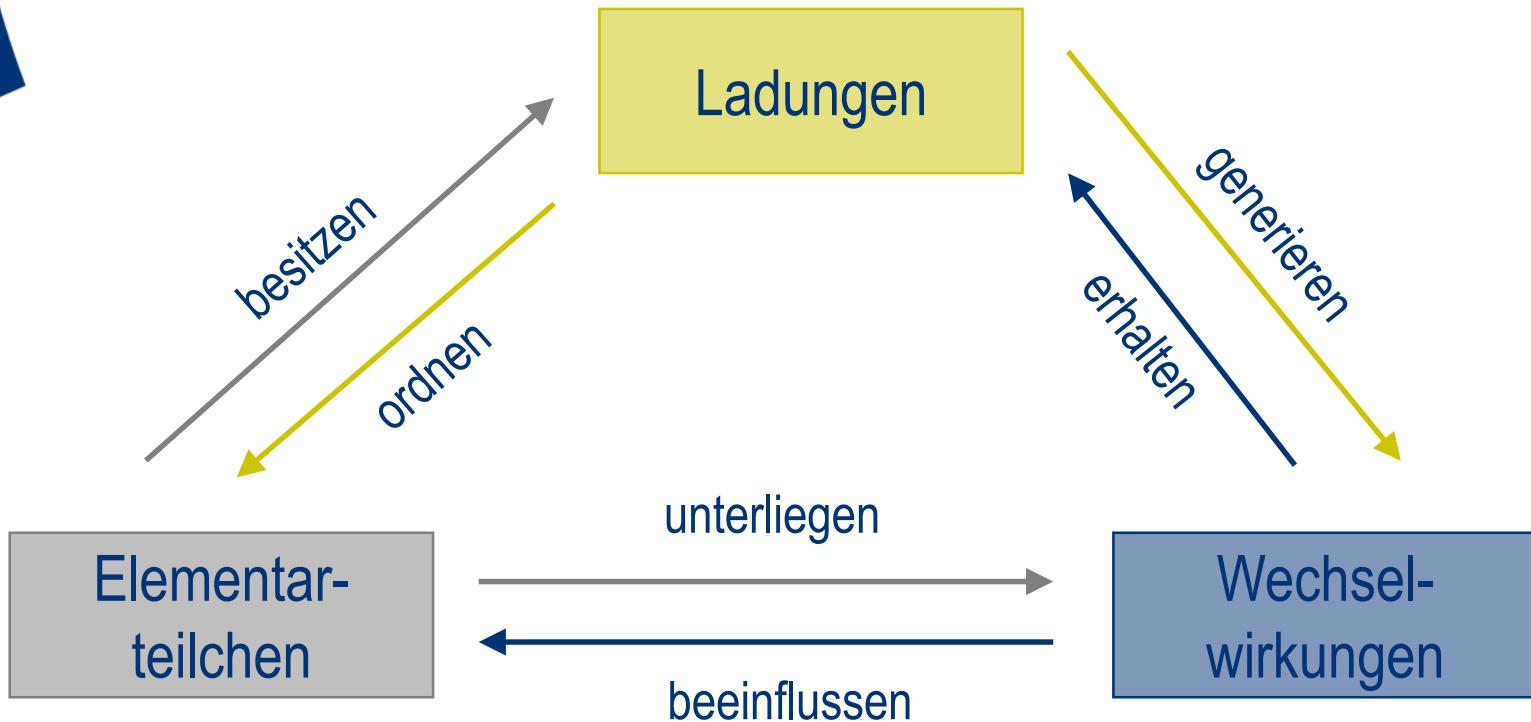 Ladungen
besitzen
ordnen
generieren
erhalten
unterliegen
Elementar-
teilchen
Wechsel-
wirkungen
beeinflussen